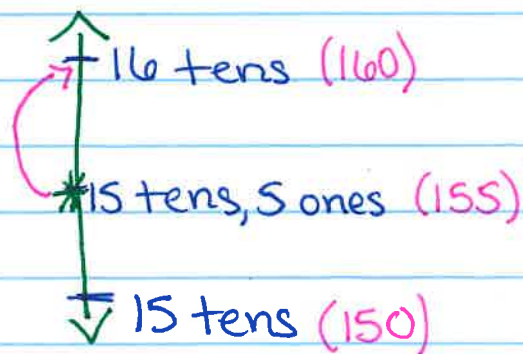 16 tens (160)
15 tens, 5 ones (155)
15 tens (150)